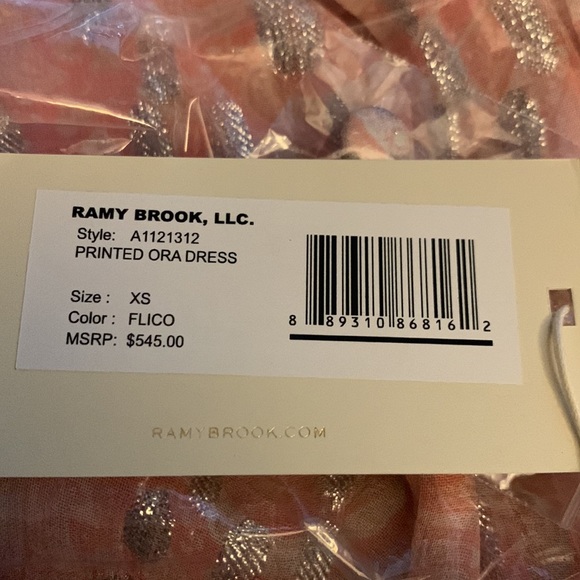 RAMY BROOK, LLC.
Style: A1121312
PRINTED ORA DRESS
Size : XS
Color : FLICO
MSRP: $545.00
8 89310 86816 2
RAMYBROOK.COM